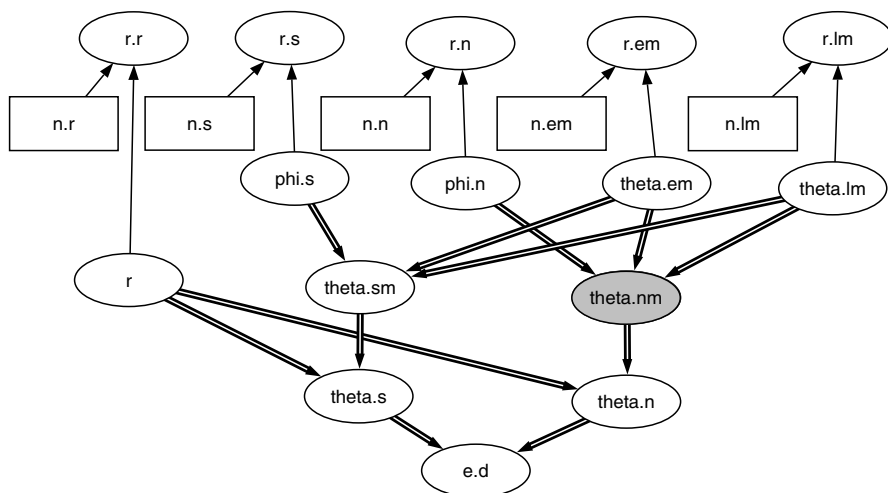 r.r
r.s
r.n
r.em
r.lm
n.r
n.s
n.n
n.em
n.lm
phi.s
phi.n
theta.em
theta.lm
r
theta.sm
theta.nm
theta.s
theta.n
e.d